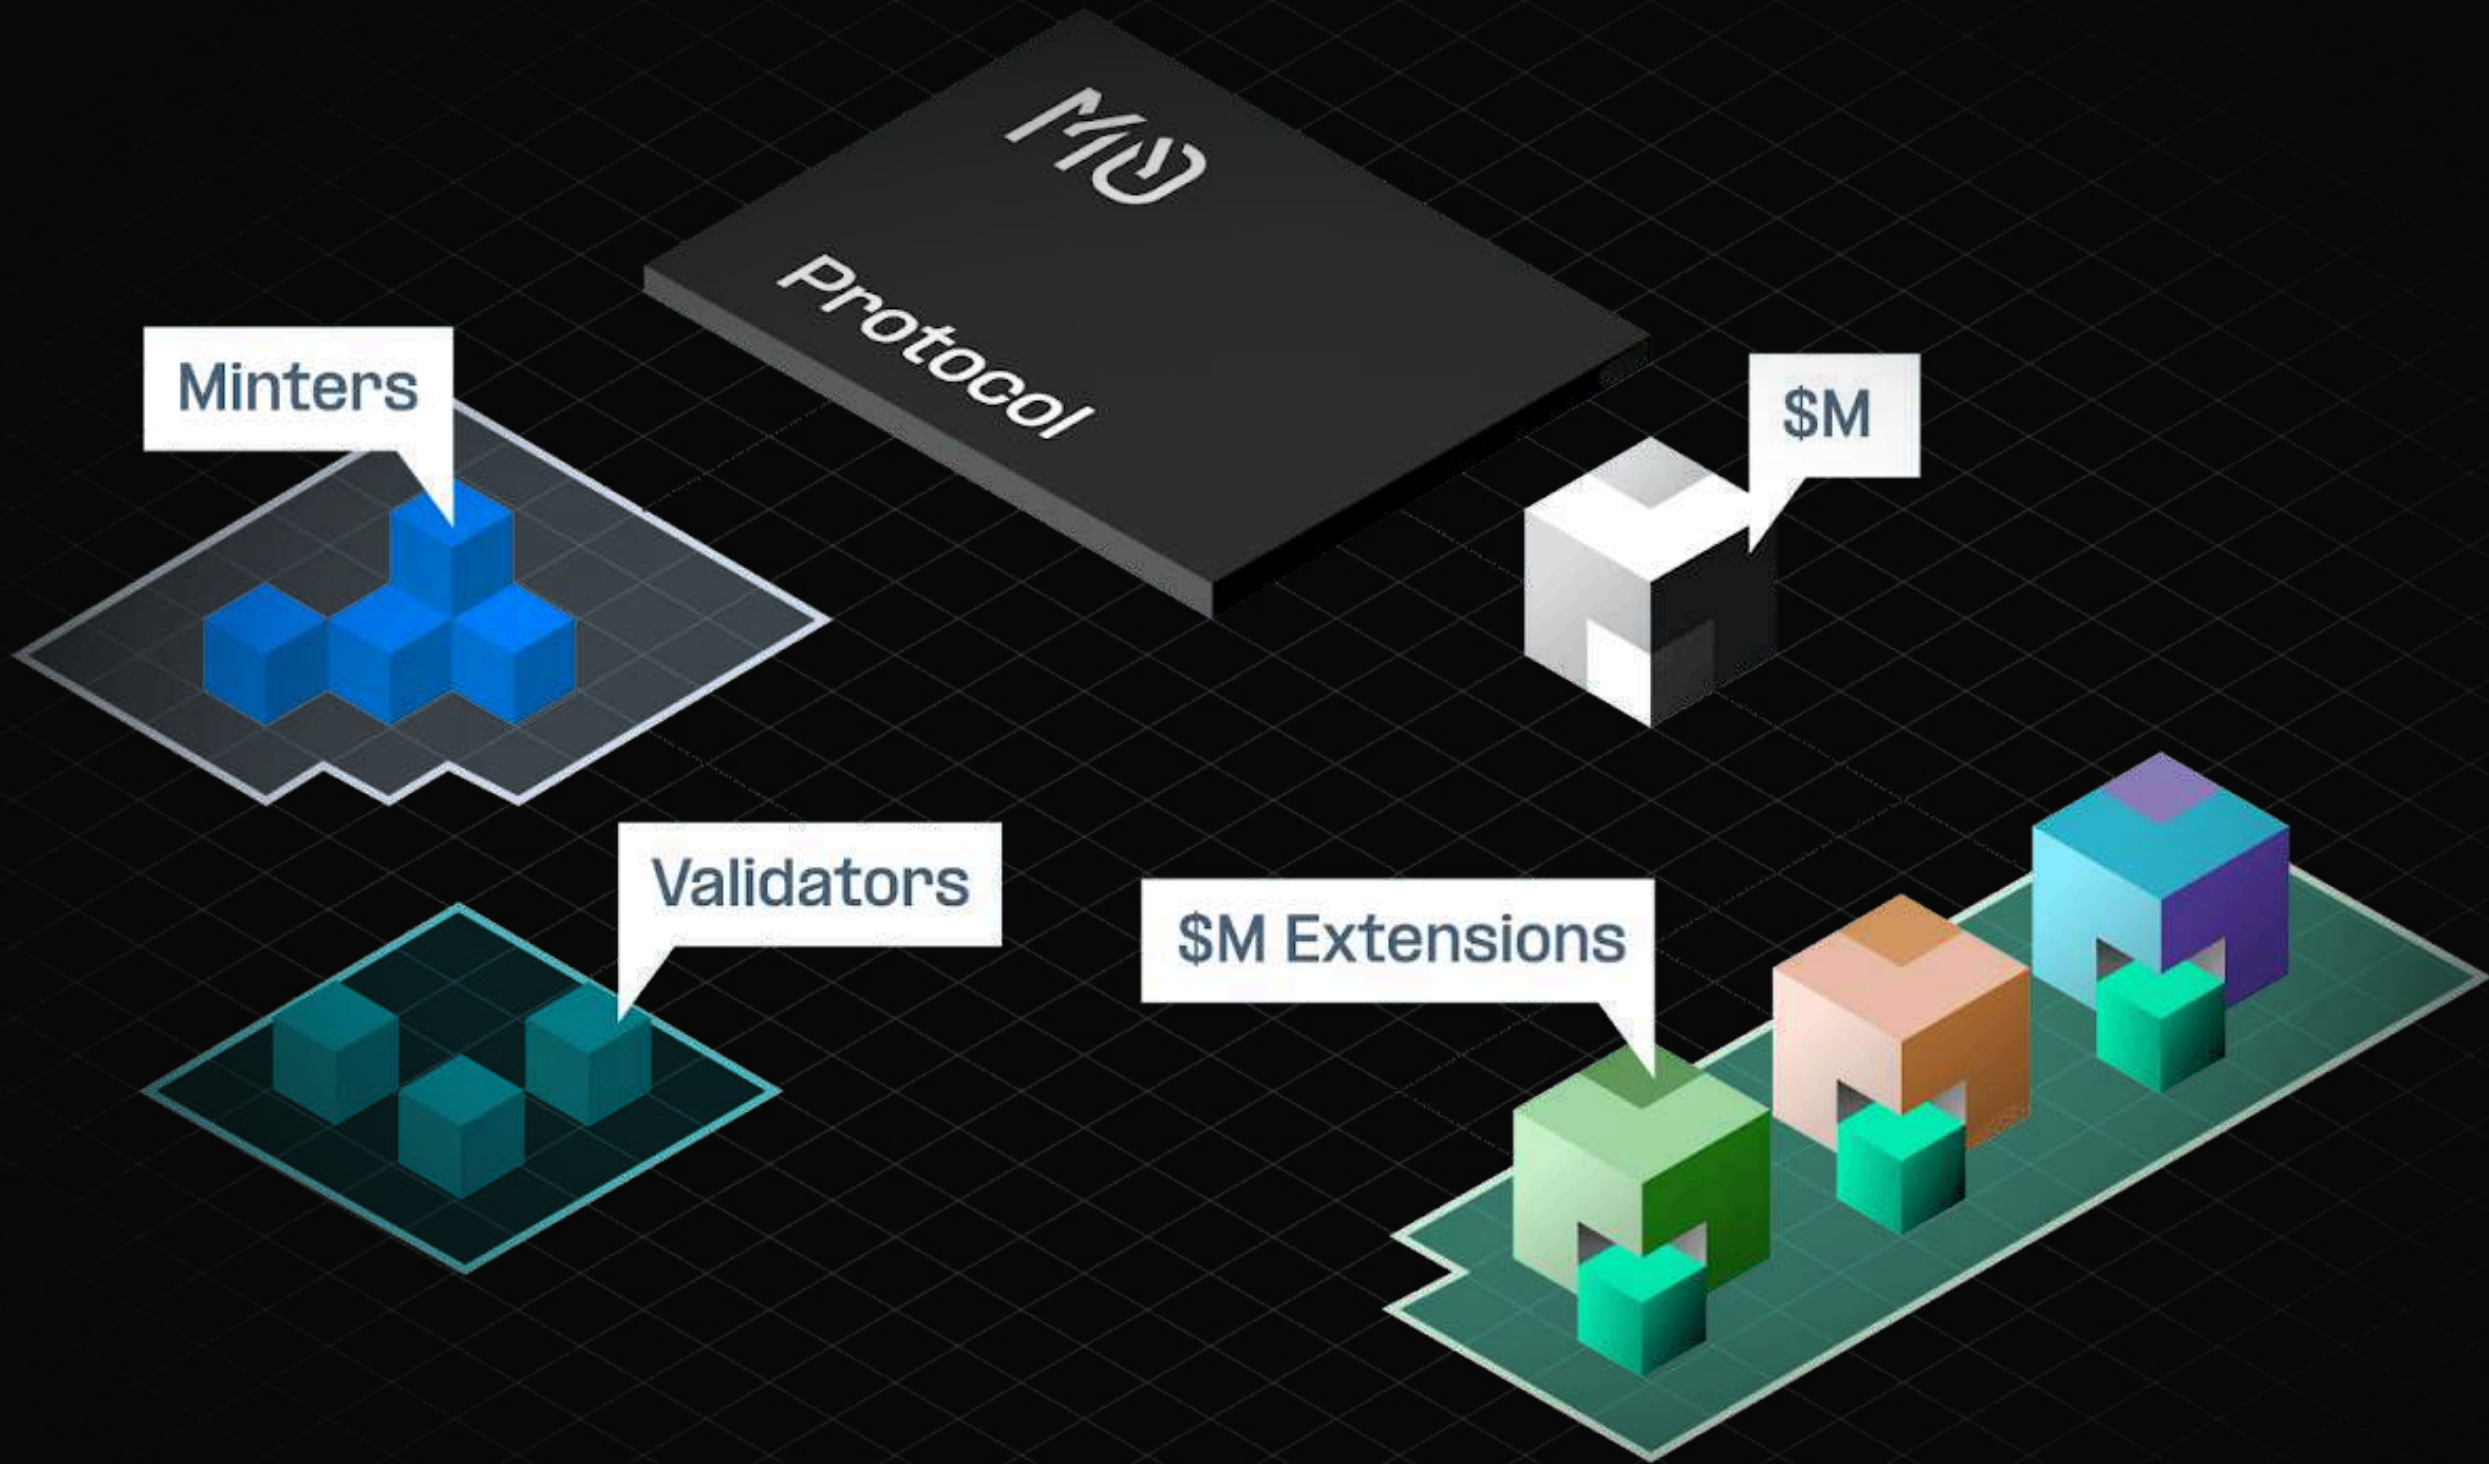 M0
Protocol
Minters
$M
Validators
$M Extensions